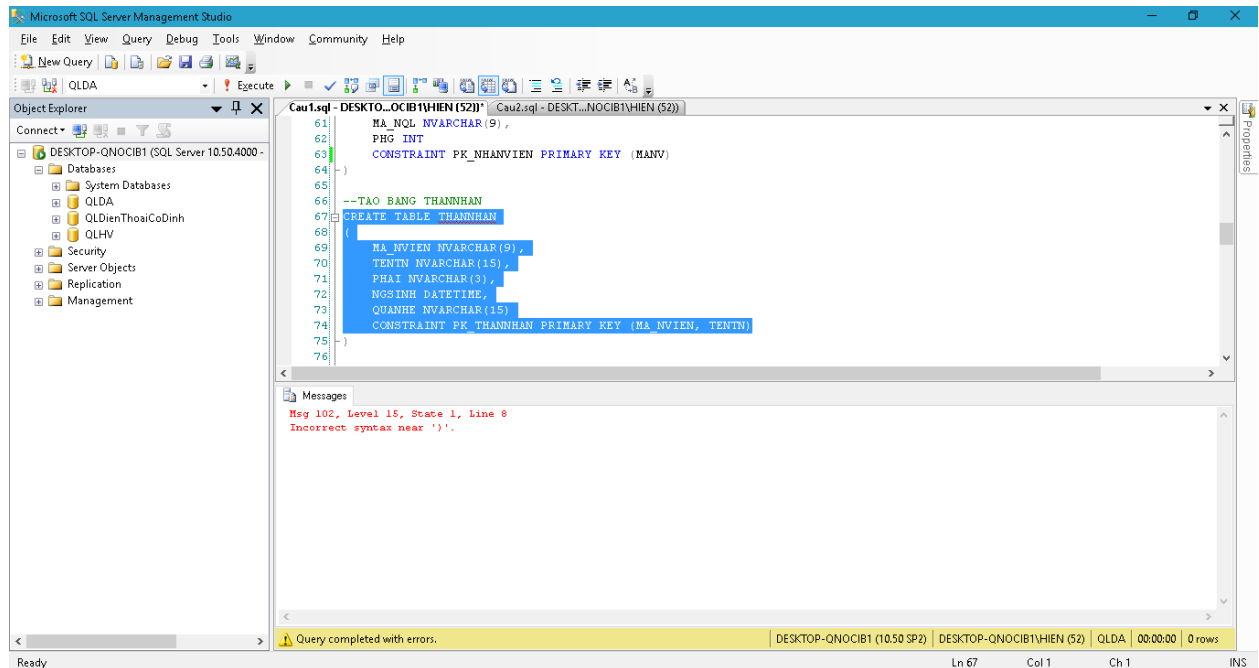 Microsoft SQL Server Management Studio
File Edit View Query Debug Tools Window Community Help
New Query
QLDA Execute
Object Explorer
Connect
DESKTOP-QNOCIB1 (SQL Server 10.50.4000 -
Databases
System Databases
QLDA
QLDienThoaiCoDinh
QLHV
Security
Server Objects
Replication
Management
Cau1.sql - DESKTO...OCIB1\HIEN (52))* Cau2.sql - DESKT...NOCIB1\HIEN (52))
61 MA_NQL NVARCHAR(9),
62 PHG INT
63 CONSTRAINT PK_NHANVIEN PRIMARY KEY (MANV)
64 )
65
66 --TAO BANG THANNHAN
67 CREATE TABLE THANNHAN
68 (
69 MA_NVIEN NVARCHAR(9),
70 TENTN NVARCHAR(15),
71 PHAI NVARCHAR(3),
72 NGSINH DATETIME,
73 QUANHE NVARCHAR(15)
74 CONSTRAINT PK_THANNHAN PRIMARY KEY (MA_NVIEN, TENTN)
75 )
76
Messages
Msg 102, Level 15, State 1, Line 8
Incorrect syntax near ')'.
Properties
Query completed with errors. DESKTOP-QNOCIB1 (10.50 SP2) DESKTOP-QNOCIB1\HIEN (52) QLDA 00:00:00 0 rows
Ready Ln 67 Col 1 Ch 1 INS